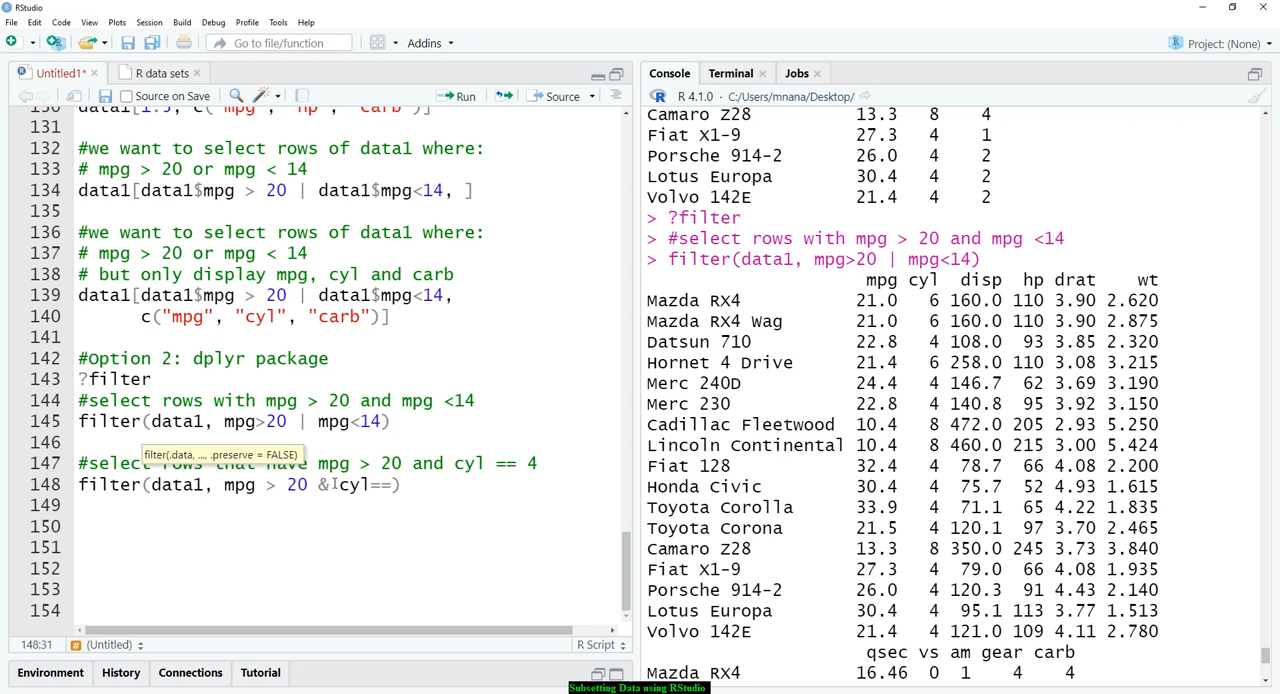 RStudio
File Edit Code View Plots Session Build Debug Profile Tools Help
Go to file/function Addins Project: (None)
Untitled1* R data sets
Source on Save Run Source
131
132 #we want to select rows of data1 where:
133 # mpg > 20 or mpg < 14
134 data1[data1$mpg > 20 | data1$mpg<14, ]
135
136 #we want to select rows of data1 where:
137 # mpg > 20 or mpg < 14
138 # but only display mpg, cyl and carb
139 data1[data1$mpg > 20 | data1$mpg<14,
140 c("mpg", "cyl", "carb")]
141
142 #Option 2: dplyr package
143 ?filter
144 #select rows with mpg > 20 and mpg <14
145 filter(data1, mpg>20 | mpg<14)
146
filter(.data, ..., .preserve = FALSE)
147 #select rows that have mpg > 20 and cyl == 4
148 filter(data1, mpg > 20 & cyl==)
149
150
151
152
153
154
148:31 (Untitled) R Script
Environment History Connections Tutorial
Console Terminal Jobs
R 4.1.0 · C:/Users/mnana/Desktop/
Camaro Z28 13.3 8 4
Fiat X1-9 27.3 4 1
Porsche 914-2 26.0 4 2
Lotus Europa 30.4 4 2
Volvo 142E 21.4 4 2
> ?filter
> #select rows with mpg > 20 and mpg <14
> filter(data1, mpg>20 | mpg<14)
mpg cyl disp hp drat wt
Mazda RX4 21.0 6 160.0 110 3.90 2.620
Mazda RX4 Wag 21.0 6 160.0 110 3.90 2.875
Datsun 710 22.8 4 108.0 93 3.85 2.320
Hornet 4 Drive 21.4 6 258.0 110 3.08 3.215
Merc 240D 24.4 4 146.7 62 3.69 3.190
Merc 230 22.8 4 140.8 95 3.92 3.150
Cadillac Fleetwood 10.4 8 472.0 205 2.93 5.250
Lincoln Continental 10.4 8 460.0 215 3.00 5.424
Fiat 128 32.4 4 78.7 66 4.08 2.200
Honda Civic 30.4 4 75.7 52 4.93 1.615
Toyota Corolla 33.9 4 71.1 65 4.22 1.835
Toyota Corona 21.5 4 120.1 97 3.70 2.465
Camaro Z28 13.3 8 350.0 245 3.73 3.840
Fiat X1-9 27.3 4 79.0 66 4.08 1.935
Porsche 914-2 26.0 4 120.3 91 4.43 2.140
Lotus Europa 30.4 4 95.1 113 3.77 1.513
Volvo 142E 21.4 4 121.0 109 4.11 2.780
qsec vs am gear carb
Mazda RX4 16.46 0 1 4 4
Subsetting Data using RStudio